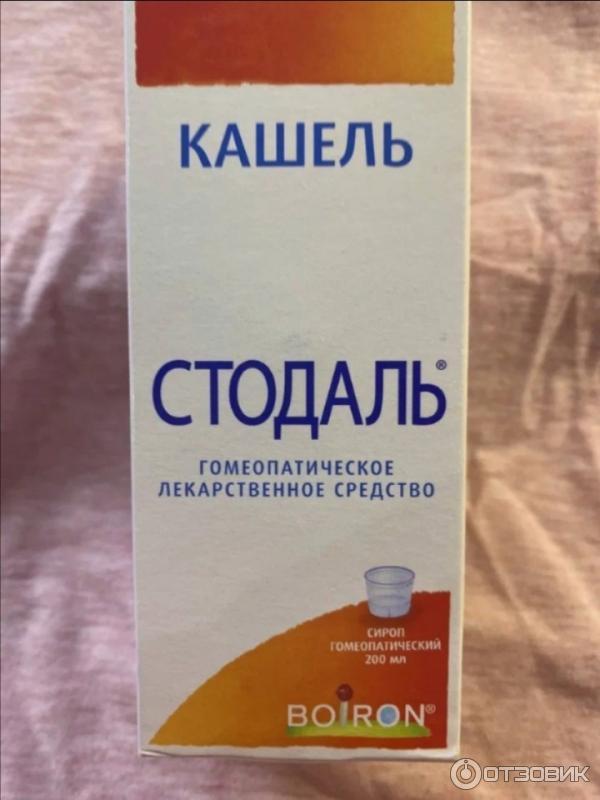 КАШЕЛЬ
СТОДАЛЬ®
ГОМЕОПАТИЧЕСКОЕ
ЛЕКАРСТВЕННОЕ СРЕДСТВО
СИРОП
ГОМЕОПАТИЧЕСКИЙ
200 мл
BOIRON®
ОТЗОВИК